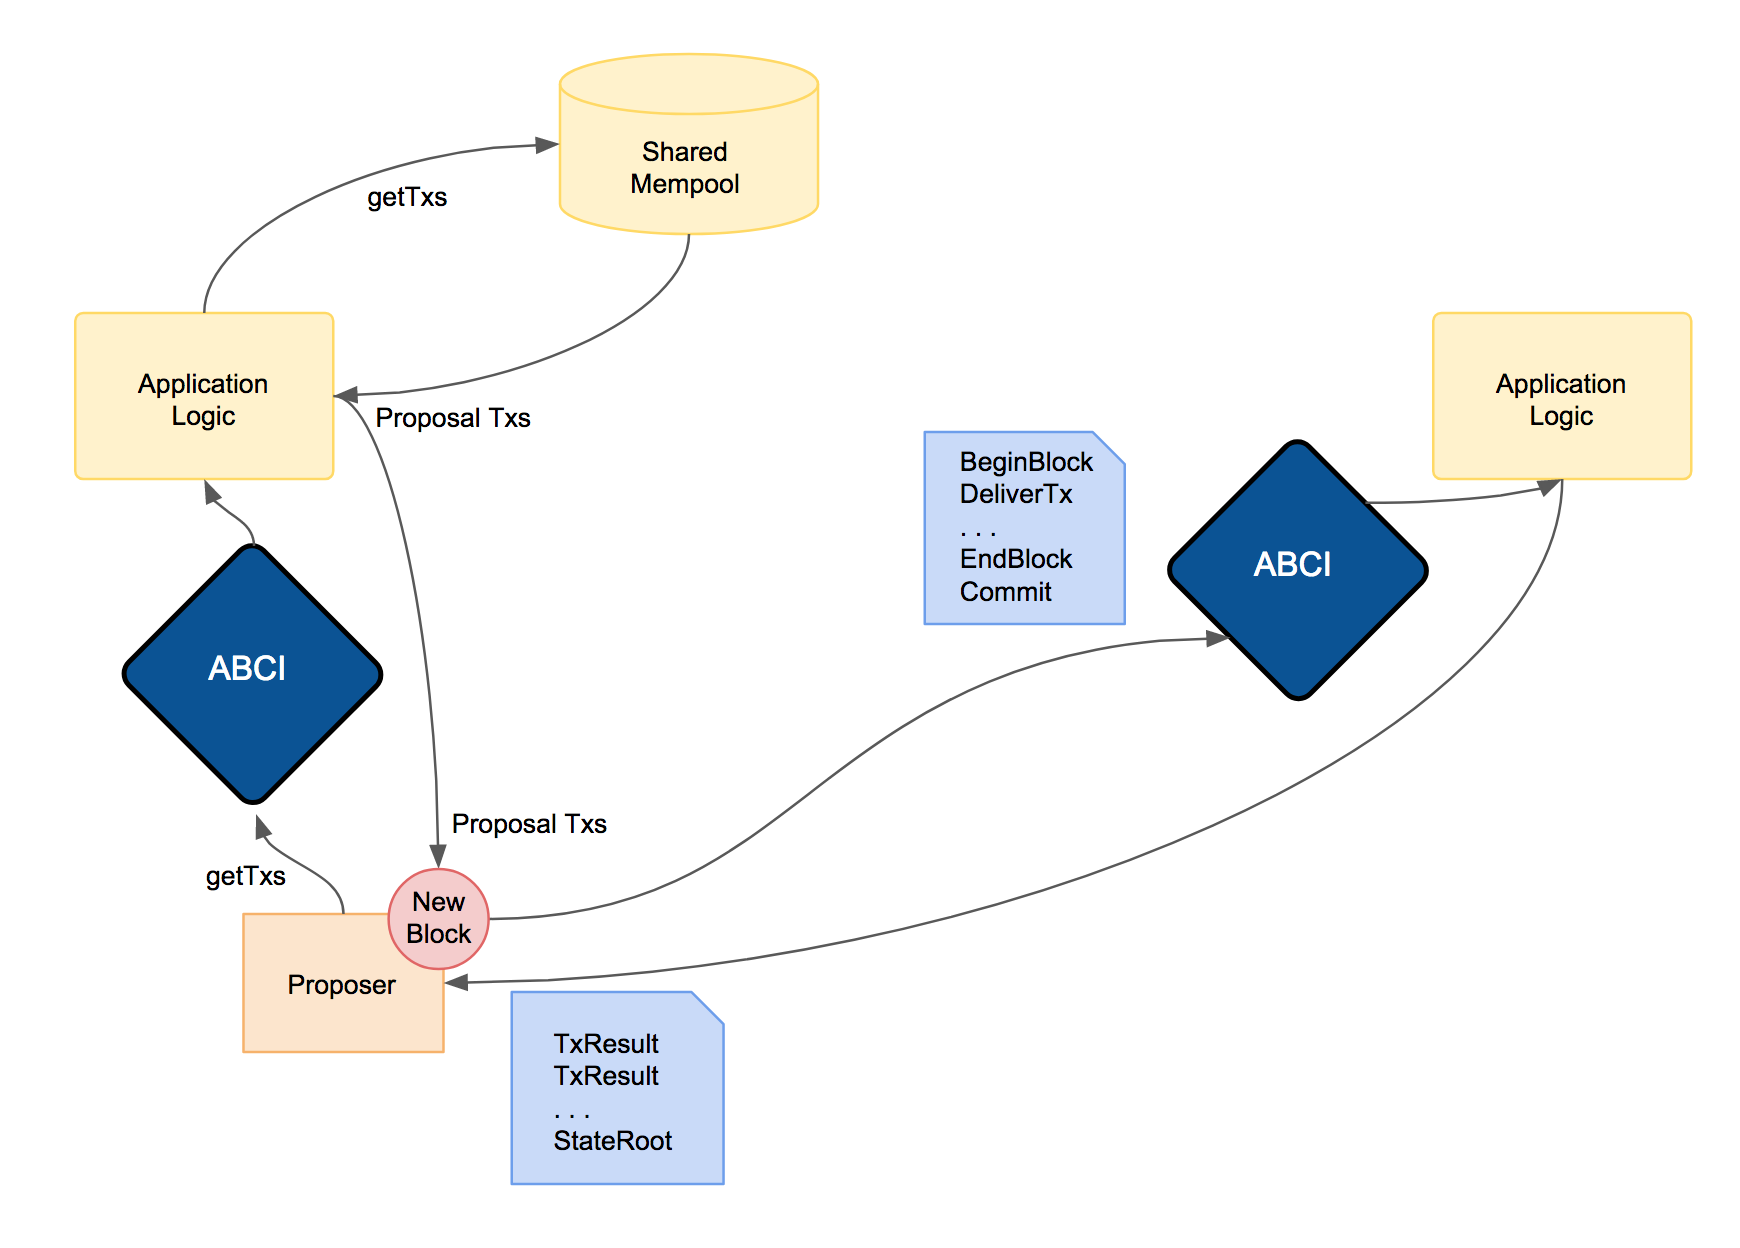 Shared
Mempool
getTxs
Application
Logic
Proposal Txs
Application
Logic
BeginBlock
DeliverTx
. . .
EndBlock
Commit
ABCI
ABCI
Proposal Txs
getTxs
New
Block
Proposer
TxResult
TxResult
. . .
StateRoot